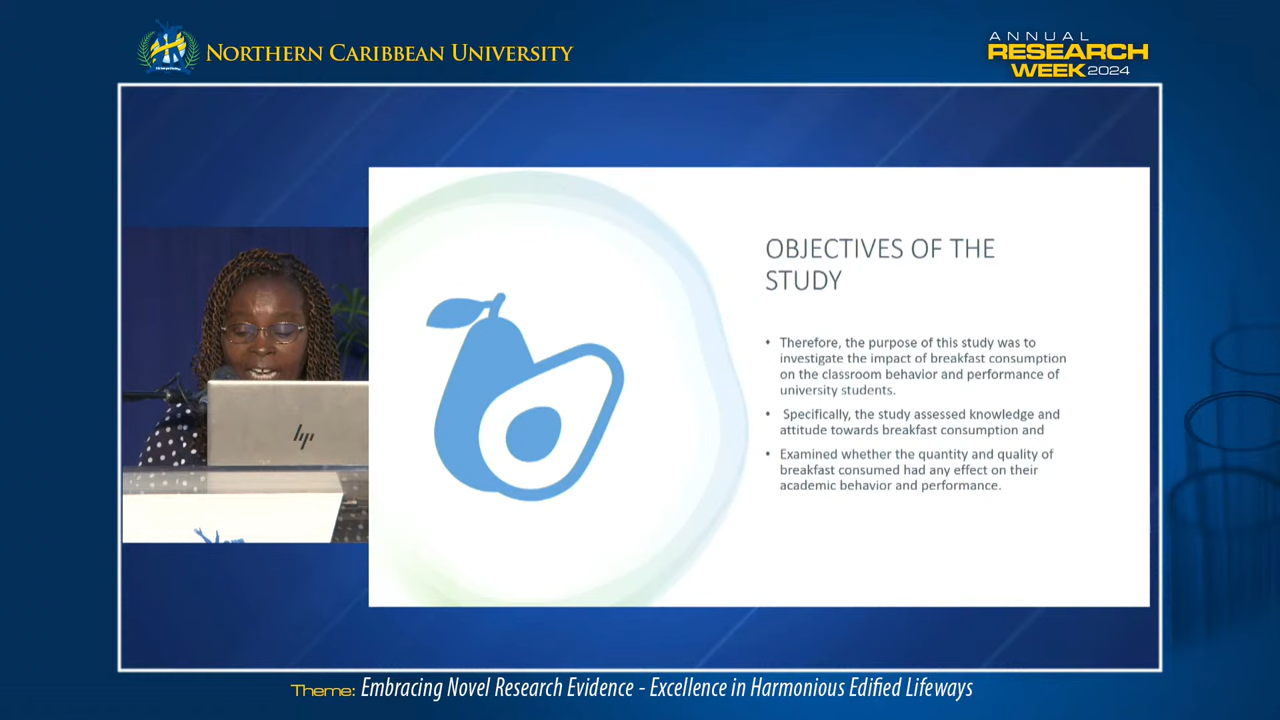 NORTHERN CARIBBEAN UNIVERSITY
ANNUAL
RESEARCH
WEEK 2024
OBJECTIVES OF THE
STUDY
• Therefore, the purpose of this study was to
investigate the impact of breakfast consumption
on the classroom behavior and performance of
university students.
• Specifically, the study assessed knowledge and
attitude towards breakfast consumption and
• Examined whether the quantity and quality of
breakfast consumed had any effect on their
academic behavior and performance.
hp
Theme: Embracing Novel Research Evidence - Excellence in Harmonious Edified Lifeways